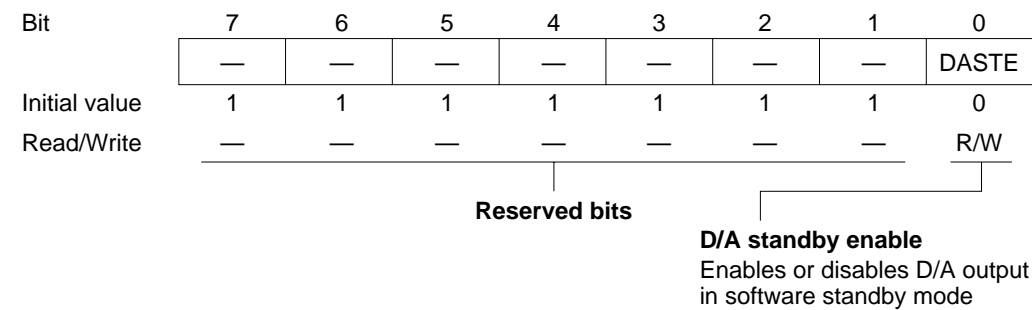 Bit 7 6 5 4 3 2 1 0
— — — — — — — DASTE
Initial value 1 1 1 1 1 1 1 0
Read/Write — — — — — — — R/W
Reserved bits
D/A standby enable
Enables or disables D/A output
in software standby mode